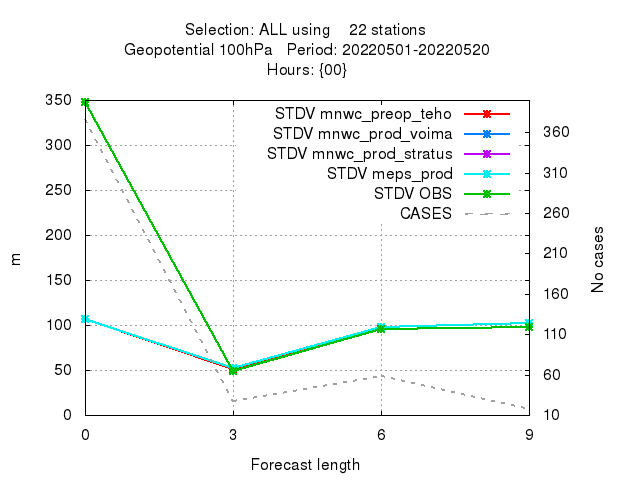 Selection: ALL using 22 stations
Geopotential 100hPa Period: 20220501-20220520
Hours: {00}
STDV mnwc_preop_teho
STDV mnwc_prod_voima
STDV mnwc_prod_stratus
STDV meps_prod
STDV OBS
CASES
350
300
250
200
150
100
50
0
m
360
310
260
210
160
110
60
10
No cases
0 3 6 9
Forecast length